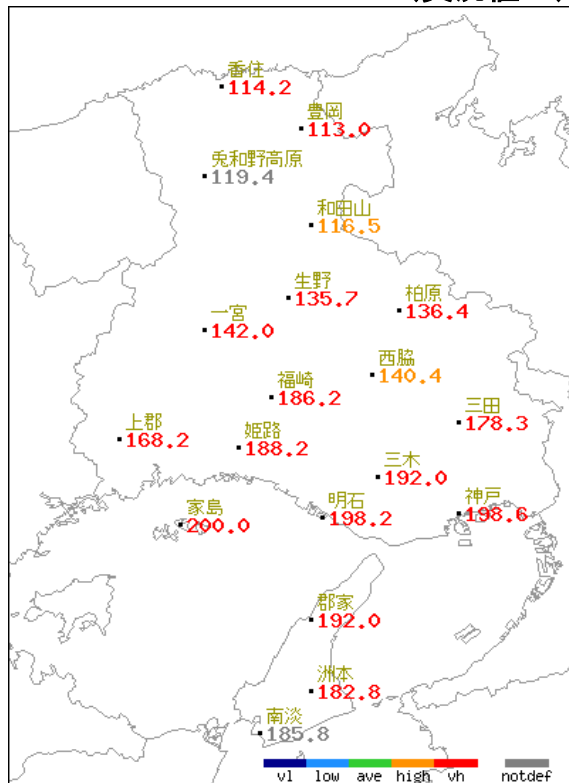 香住
114.2
豊岡
113.0
兎和野高原
119.4
和田山
116.5
生野
135.7
柏原
136.4
一宮
142.0
西脇
140.4
福崎
186.2
三田
178.3
上郡
168.2
姫路
188.2
三木
192.0
家島
200.0
明石
198.2
神戸
198.6
郡家
192.0
洲本
182.8
南淡
185.8
vl low ave high vh notdef